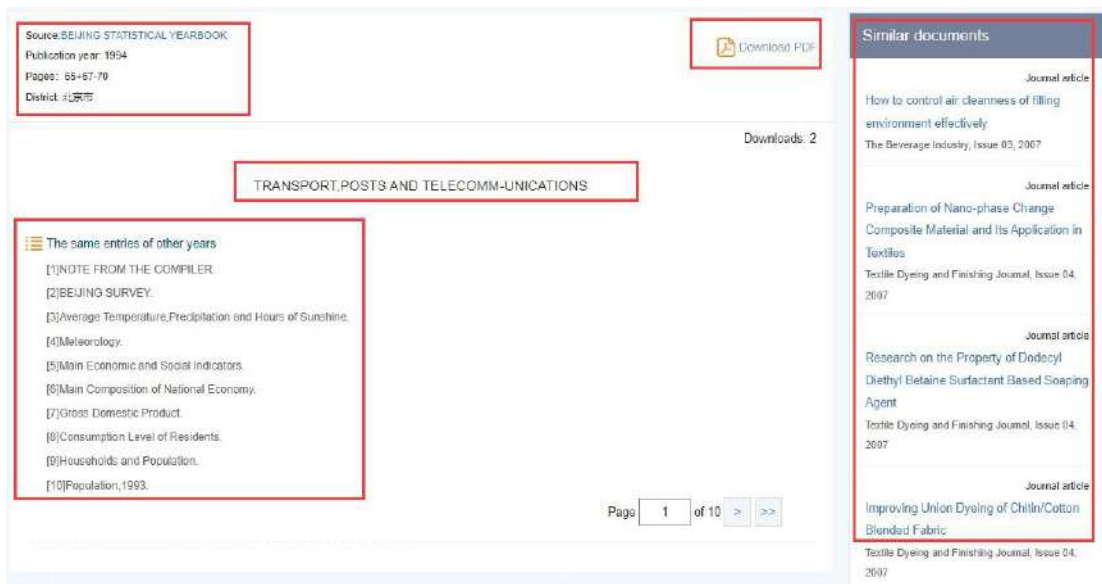 Source:BEIJING STATISTICAL YEARBOOK
Publication year: 1994
Pages: 65+67-70
District: 北京市
Download PDF
Downloads: 2
TRANSPORT,POSTS AND TELECOMM-UNICATIONS
The same entries of other years
[1]NOTE FROM THE COMPILER.
[2]BEIJING SURVEY.
[3]Average Temperature,Precipitation and Hours of Sunshine.
[4]Meteorology.
[5]Main Economic and Social Indicators.
[6]Main Composition of National Economy.
[7]Gross Domestic Product.
[8]Consumption Level of Residents.
[9]Households and Population.
[10]Population,1993.
Page 1 of 10 > >>
Similar documents
Journal article
How to control air cleanness of filling
environment effectively
The Beverage Industry, Issue 03, 2007
Journal article
Preparation of Nano-phase Change
Composite Material and Its Application in
Textiles
Textile Dyeing and Finishing Journal, Issue 04,
2007
Journal article
Research on the Property of Dodecyl
Diethyl Betaine Surfactant Based Soaping
Agent
Textile Dyeing and Finishing Journal, Issue 04,
2007
Journal article
Improving Union Dyeing of Chitin/Cotton
Blended Fabric
Textile Dyeing and Finishing Journal, Issue 04,
2007